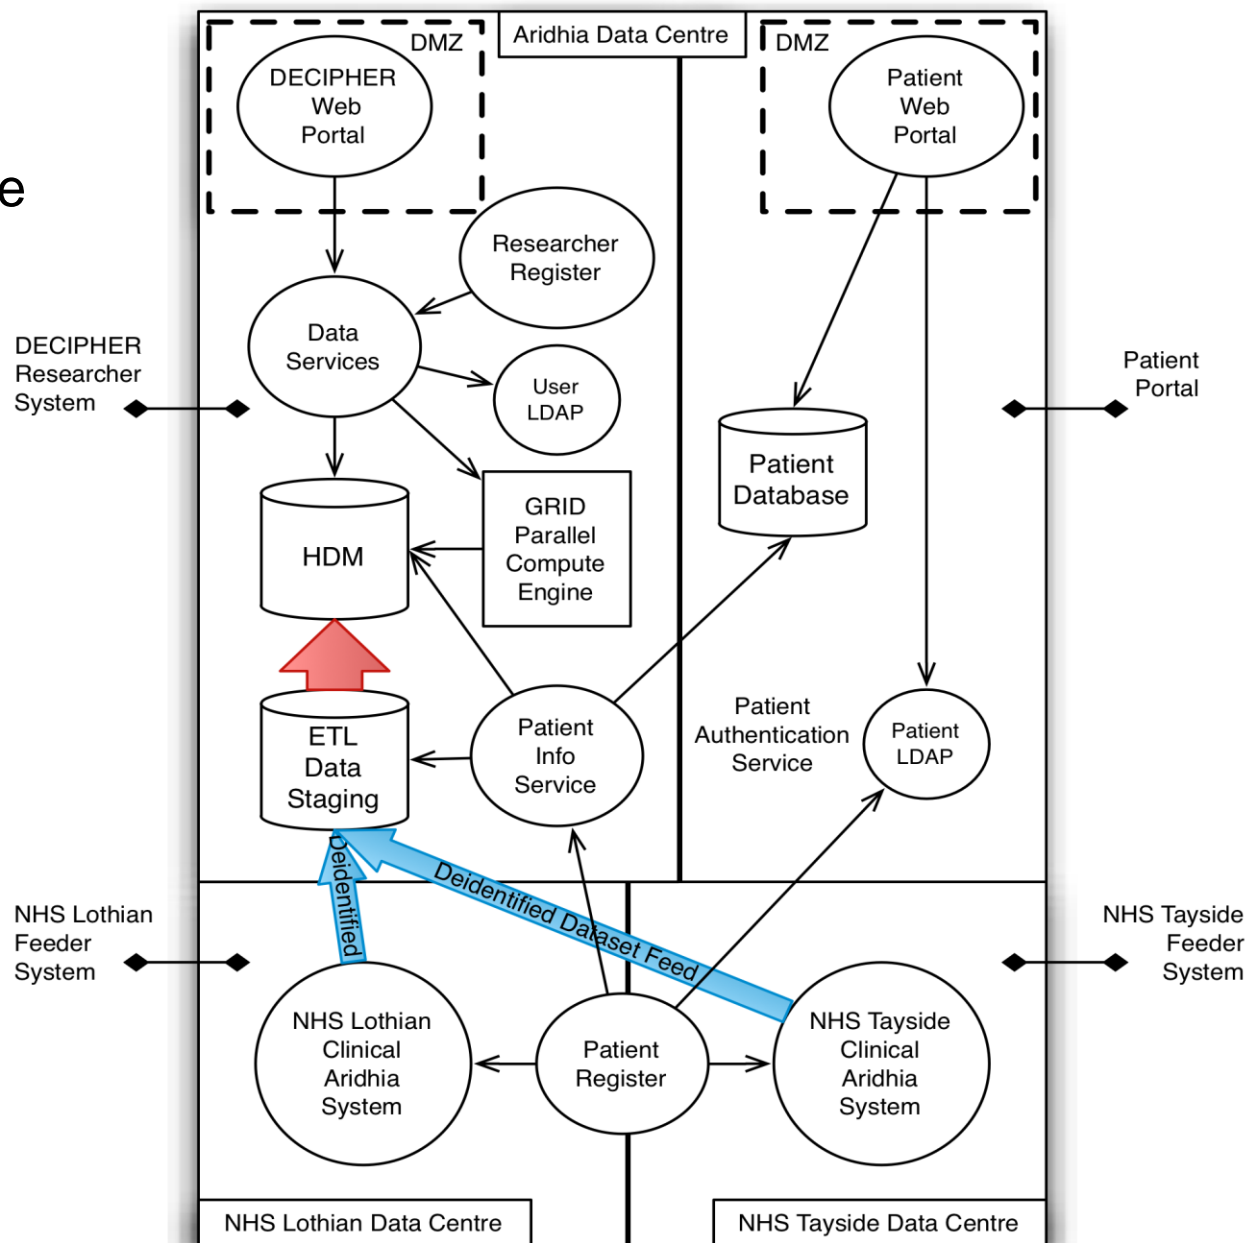 Aridhia Data Centre
DMZ
DECIPHER
Web
Portal
DMZ
Patient
Web
Portal
e
Researcher
Register
Data
Services
DECIPHER
Researcher
System
User
LDAP
Patient
Portal
Patient
Database
GRID
Parallel
Compute
Engine
HDM
ETL
Data
Staging
Patient
Info
Service
Patient
Authentication
Service
Patient
LDAP
Deidentified
Deidentified Dataset Feed
NHS Lothian
Feeder
System
NHS Tayside
Feeder
System
NHS Lothian
Clinical
Aridhia
System
Patient
Register
NHS Tayside
Clinical
Aridhia
System
NHS Lothian Data Centre
NHS Tayside Data Centre